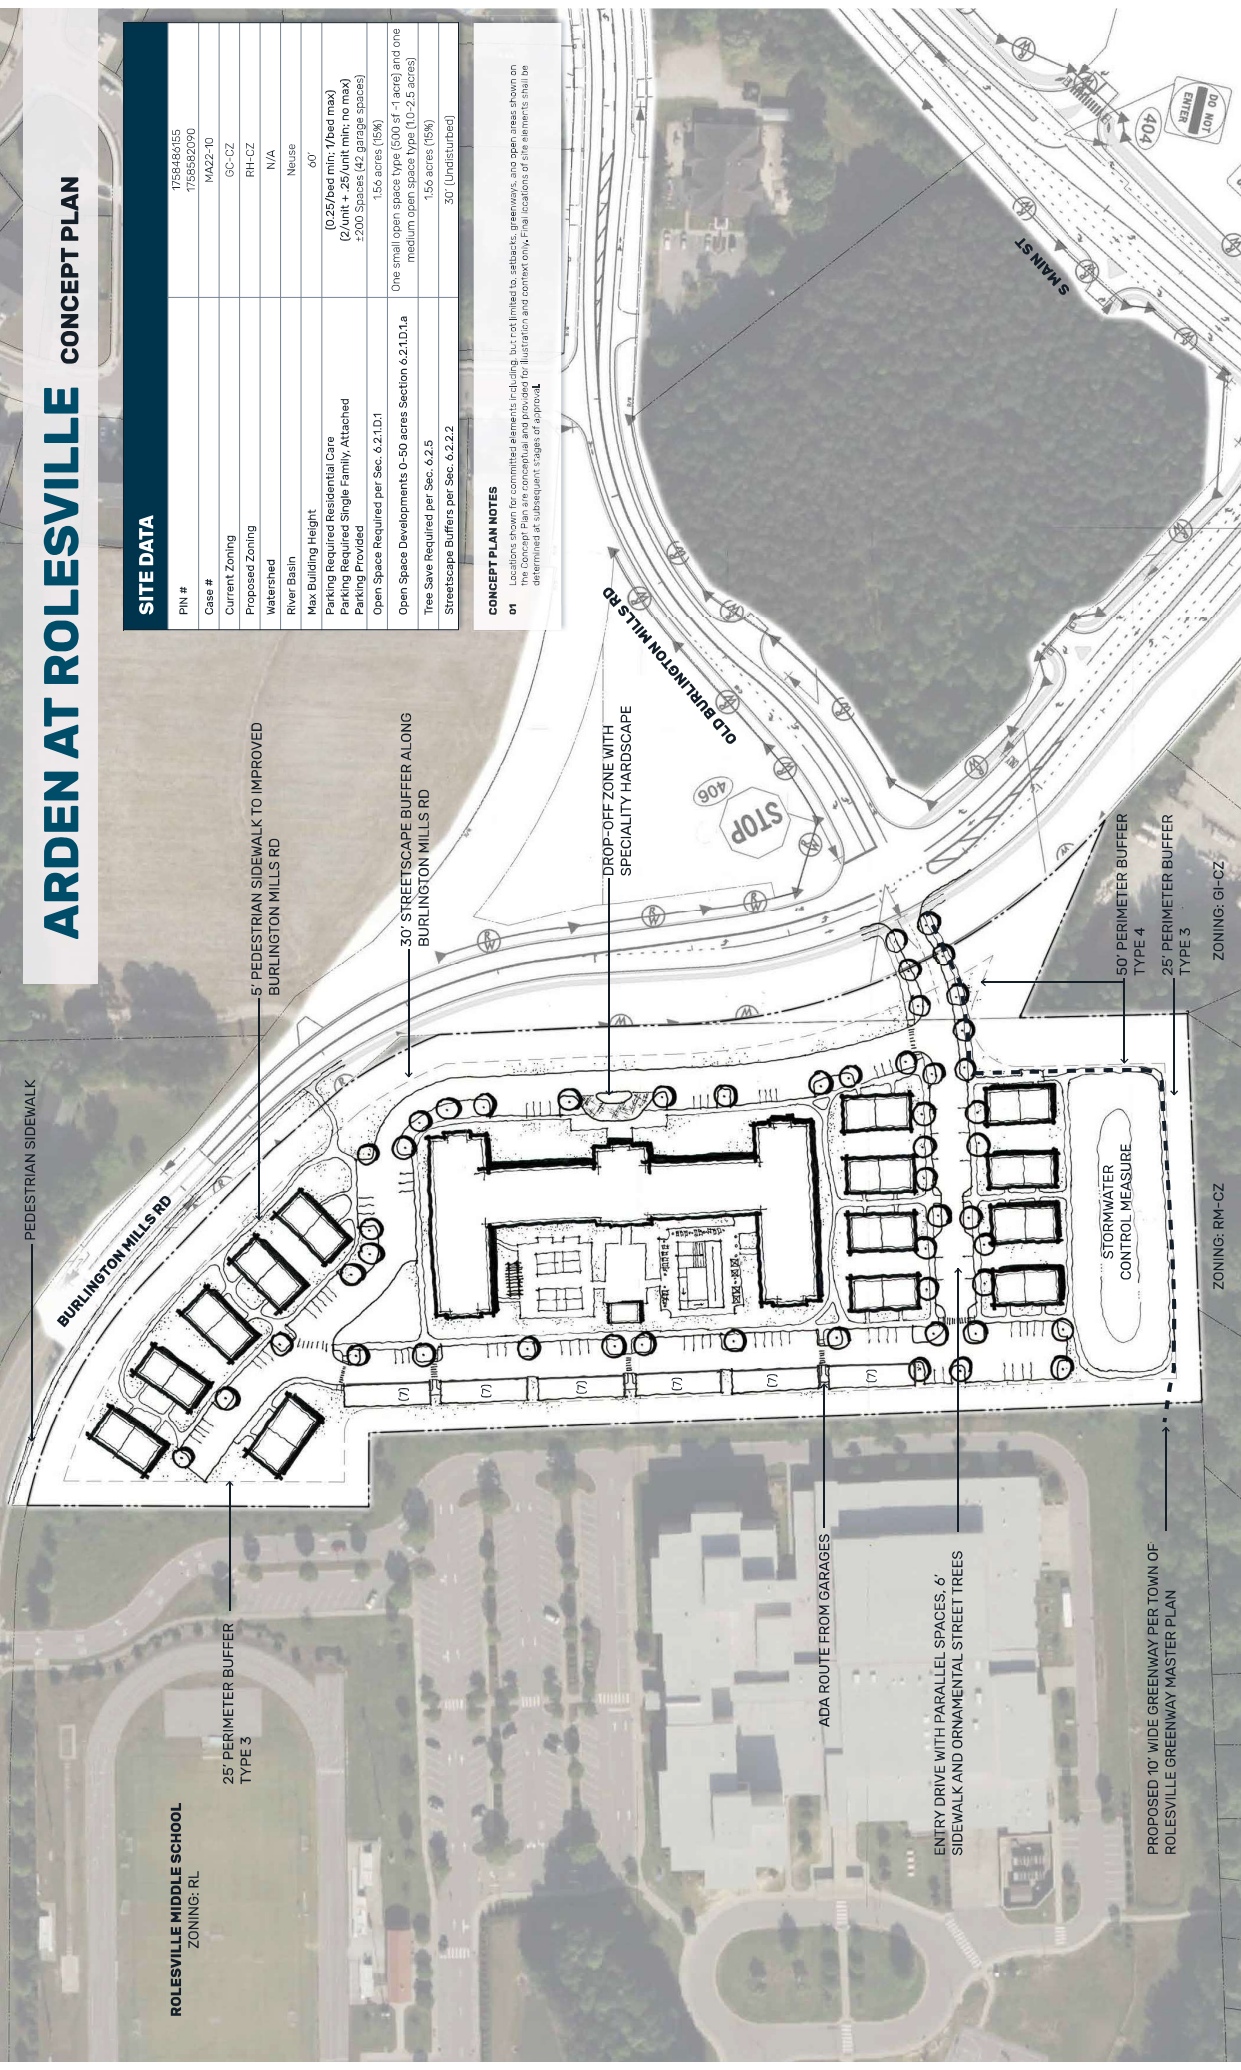 ARDEN AT ROLESVILLE CONCEPT PLAN
SITE DATA
PIN # 1758486155
1758582090
Case # MA22-10
Current Zoning GC-CZ
Proposed Zoning RH-CZ
Watershed N/A
River Basin Neuse
Max Building Height 60'
Parking Required Residential Care (0.25/bed min; 1/bed max)
Parking Required Single Family, Attached (2/unit + .25/unit min; no max)
Parking Provided ±200 Spaces (42 garage spaces)
Open Space Required per Sec. 6.2.1.D.1 1.56 acres (15%)
Open Space Developments 0-50 acres Section 6.2.1.D.1.a One small open space type (500 sf -1 acre) and one
medium open space type (1.0-2.5 acres)
Tree Save Required per Sec. 6.2.5 1.56 acres (15%)
Streetscape Buffers per Sec. 6.2.2.2 30' (Undisturbed)
CONCEPT PLAN NOTES
01 Locations shown for committed elements including, but not limited to, setbacks, greenways, and open areas shown on
the Concept Plan are conceptual and provided for illustration and context only. Final locations of site elements shall be
determined at subsequent stages of approval.
PEDESTRIAN SIDEWALK
BURLINGTON MILLS RD
5' PEDESTRIAN SIDEWALK TO IMPROVED
BURLINGTON MILLS RD
30' STREETSCAPE BUFFER ALONG
BURLINGTON MILLS RD
DROP-OFF ZONE WITH
SPECIALITY HARDSCAPE
OLD BURLINGTON MILLS RD
S MAIN ST
STOP
406
DO NOT
ENTER
404
50' PERIMETER BUFFER
TYPE 4
25' PERIMETER BUFFER
TYPE 3
ZONING: GI-CZ
ZONING: RM-CZ
STORMWATER
CONTROL MEASURE
(7)
(7)
(7)
(7)
(7)
(7)
25' PERIMETER BUFFER
TYPE 3
ROLESVILLE MIDDLE SCHOOL
ZONING: RL
ADA ROUTE FROM GARAGES
ENTRY DRIVE WITH PARALLEL SPACES, 6'
SIDEWALK AND ORNAMENTAL STREET TREES
PROPOSED 10' WIDE GREENWAY PER TOWN OF
ROLESVILLE GREENWAY MASTER PLAN